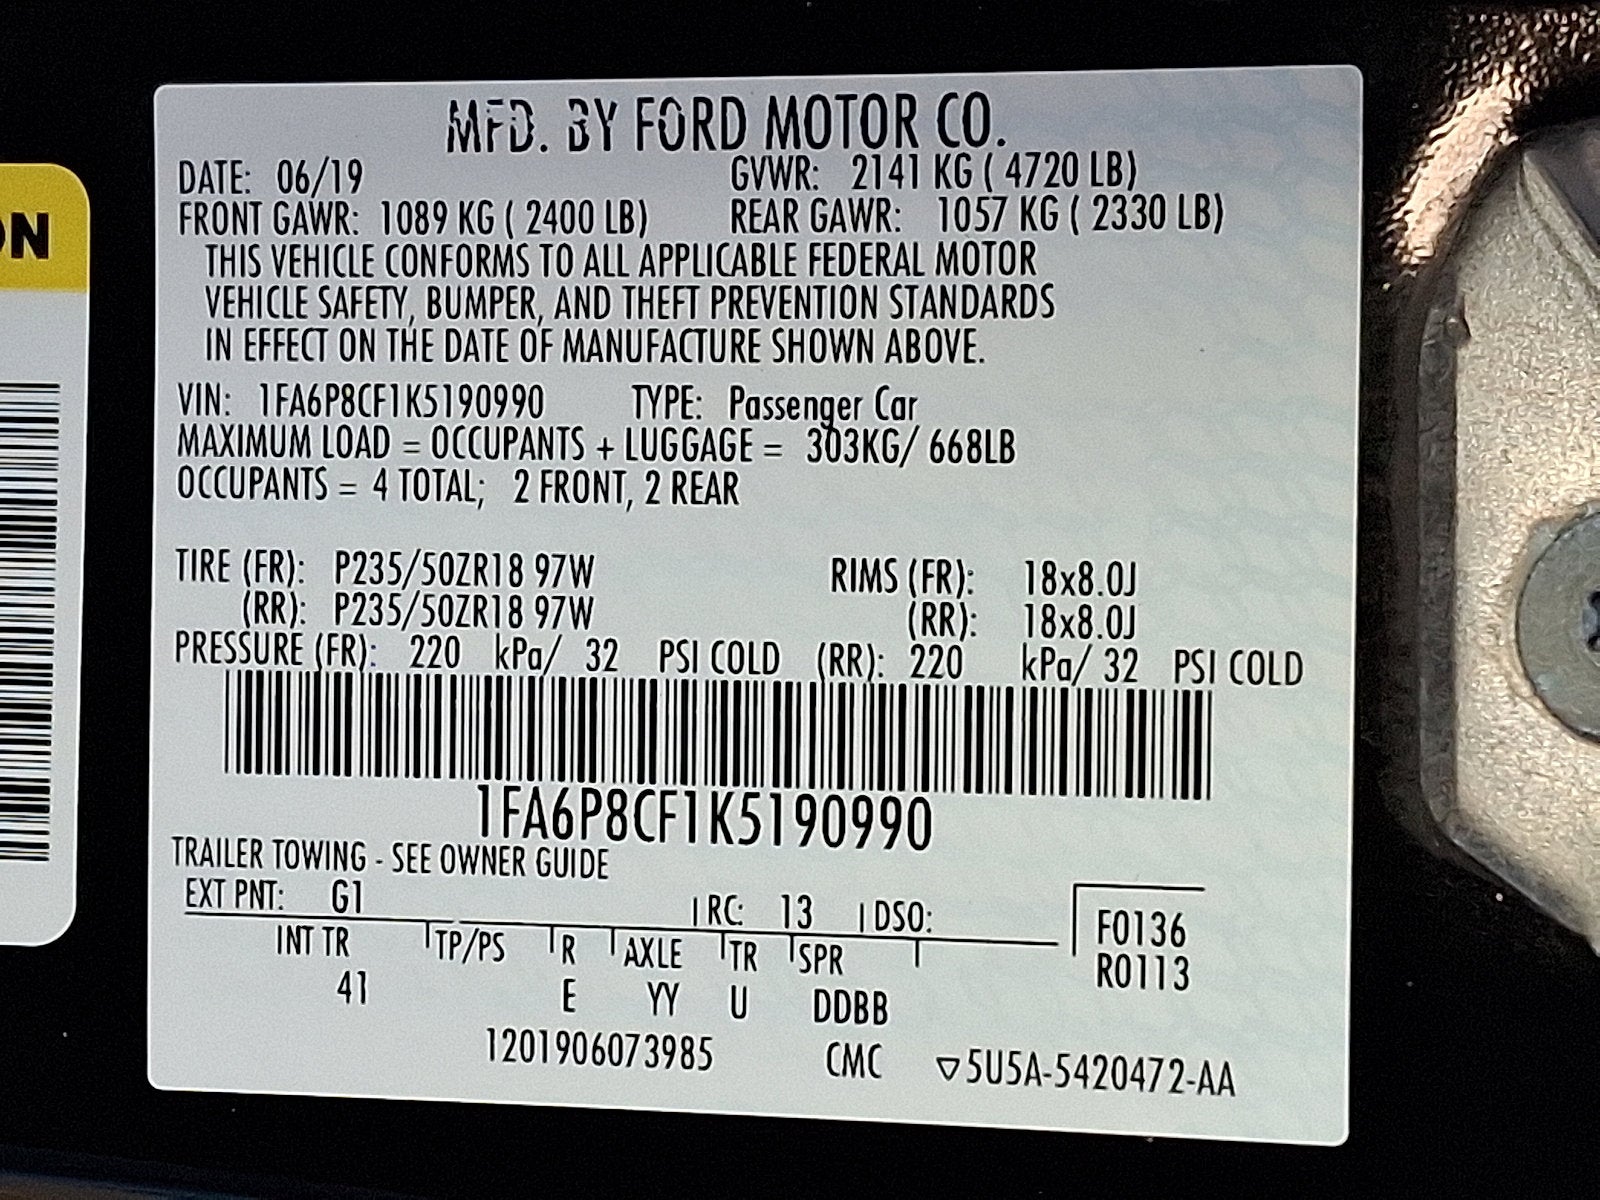 MFD. BY FORD MOTOR CO.
DATE: 06/19 GVWR: 2141 KG ( 4720 LB)
FRONT GAWR: 1089 KG ( 2400 LB) REAR GAWR: 1057 KG ( 2330 LB)
THIS VEHICLE CONFORMS TO ALL APPLICABLE FEDERAL MOTOR
VEHICLE SAFETY, BUMPER, AND THEFT PREVENTION STANDARDS
IN EFFECT ON THE DATE OF MANUFACTURE SHOWN ABOVE.
VIN: 1FA6P8CF1K5190990 TYPE: Passenger Car
MAXIMUM LOAD = OCCUPANTS + LUGGAGE = 303KG/ 668LB
OCCUPANTS = 4 TOTAL; 2 FRONT, 2 REAR
TIRE (FR): P235/50ZR18 97W RIMS (FR): 18x8.0J
(RR): P235/50ZR18 97W (RR): 18x8.0J
PRESSURE (FR): 220 kPa/ 32 PSI COLD (RR): 220 kPa/ 32 PSI COLD
1FA6P8CF1K5190990
TRAILER TOWING - SEE OWNER GUIDE
EXT PNT: G1 RC: 13 DSO: F0136
INT TR TP/PS R AXLE TR SPR R0113
41 E YY U DDBB
1201906073985 CMC ▽5U5A-5420472-AA